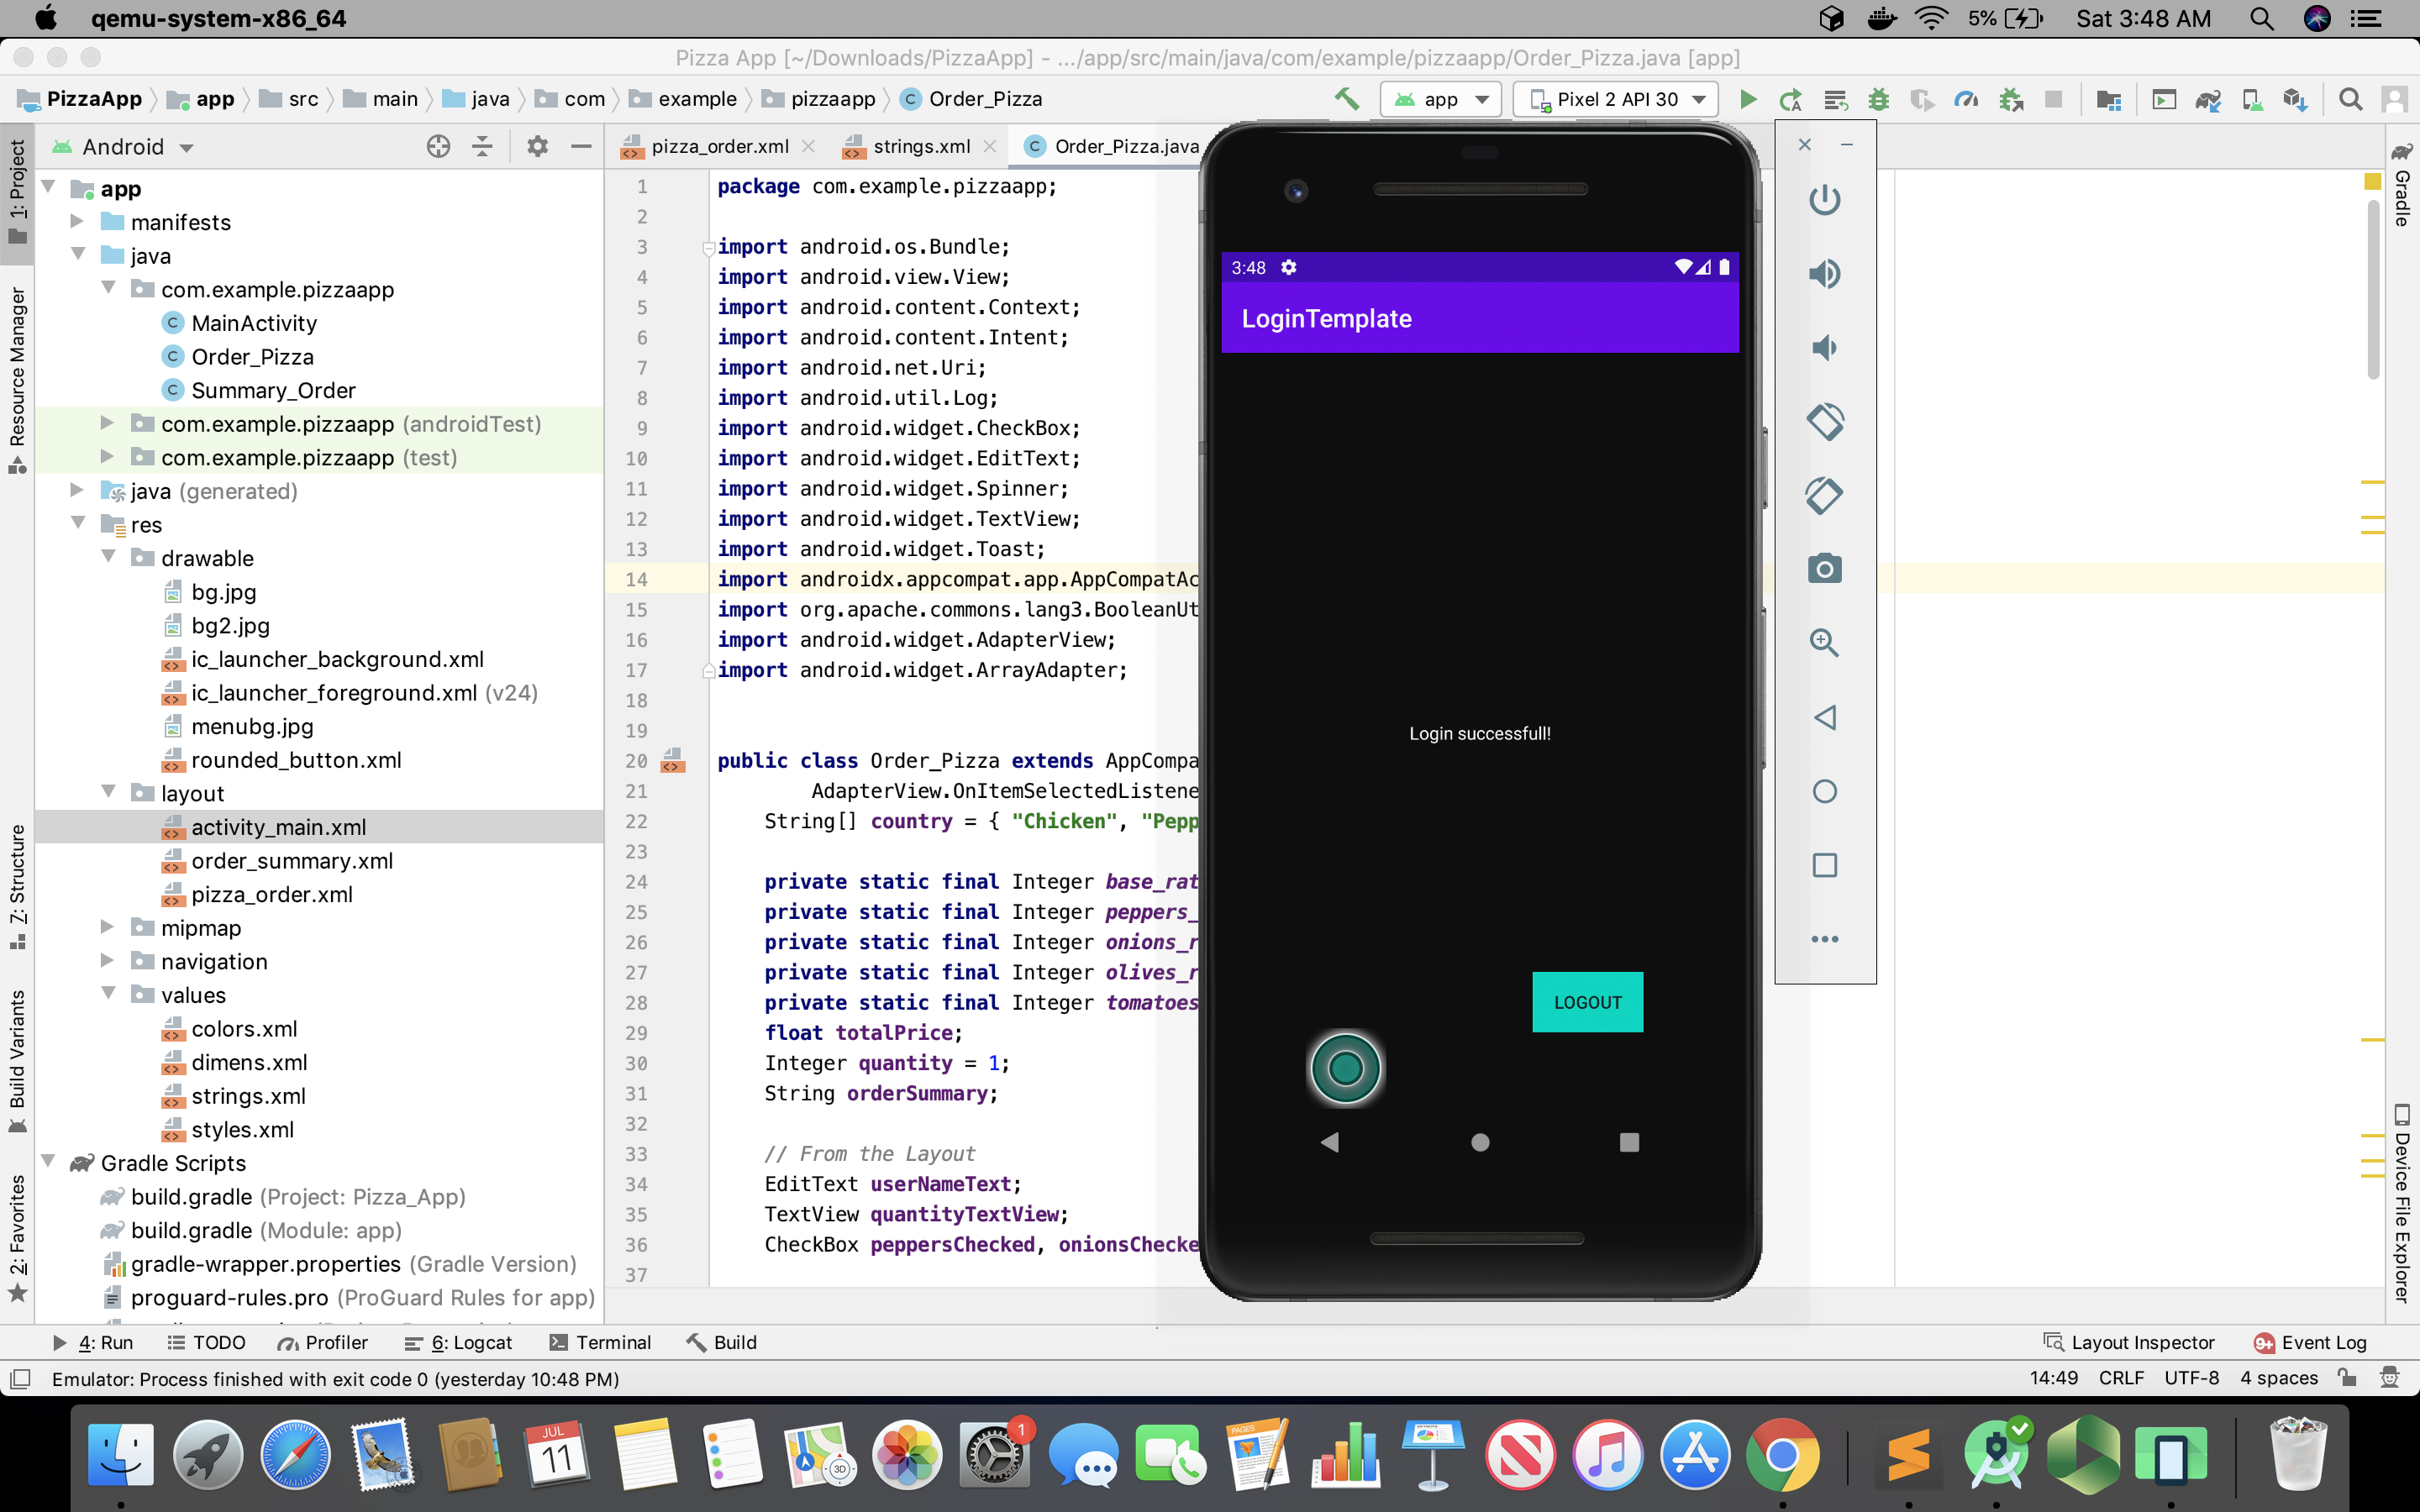 qemu-system-x86_64
5%
Sat 3:48 AM
Pizza App [~/Downloads/PizzaApp] - .../app/src/main/java/com/example/pizzaapp/Order_Pizza.java [app]
PizzaApp
app
src
main
java
com
example
pizzaapp
Order_Pizza
app
Pixel 2 API 30
Android
pizza_order.xml
strings.xml
Order_Pizza.java
1: Project
Resource Manager
7: Structure
Build Variants
2: Favorites
app
manifests
java
com.example.pizzaapp
MainActivity
Order_Pizza
Summary_Order
com.example.pizzaapp (androidTest)
com.example.pizzaapp (test)
java (generated)
res
drawable
bg.jpg
bg2.jpg
ic_launcher_background.xml
ic_launcher_foreground.xml (v24)
menubg.jpg
rounded_button.xml
layout
activity_main.xml
order_summary.xml
pizza_order.xml
mipmap
navigation
values
colors.xml
dimens.xml
strings.xml
styles.xml
Gradle Scripts
build.gradle (Project: Pizza_App)
build.gradle (Module: app)
gradle-wrapper.properties (Gradle Version)
proguard-rules.pro (ProGuard Rules for app)
1 package com.example.pizzaapp;
2
3 import android.os.Bundle;
4 import android.view.View;
5 import android.content.Context;
6 import android.content.Intent;
7 import android.net.Uri;
8 import android.util.Log;
9 import android.widget.CheckBox;
10 import android.widget.EditText;
11 import android.widget.Spinner;
12 import android.widget.TextView;
13 import android.widget.Toast;
14 import androidx.appcompat.app.AppCompatAc
15 import org.apache.commons.lang3.BooleanUt
16 import android.widget.AdapterView;
17 import android.widget.ArrayAdapter;
18
19
20 public class Order_Pizza extends AppCompa
21 AdapterView.OnItemSelectedListene
22 String[] country = { "Chicken", "Pepp
23
24 private static final Integer base_rat
25 private static final Integer peppers_
26 private static final Integer onions_r
27 private static final Integer olives_r
28 private static final Integer tomatoes
29 float totalPrice;
30 Integer quantity = 1;
31 String orderSummary;
32
33 // From the Layout
34 EditText userNameText;
35 TextView quantityTextView;
36 CheckBox peppersChecked, onionsChecke
37
3:48
LoginTemplate
Login successfull!
LOGOUT
Gradle
Device File Explorer
4: Run
TODO
Profiler
6: Logcat
Terminal
Build
Layout Inspector
9+ Event Log
Emulator: Process finished with exit code 0 (yesterday 10:48 PM)
14:49
CRLF
UTF-8
4 spaces
JUL
11
3D
1
PAGES